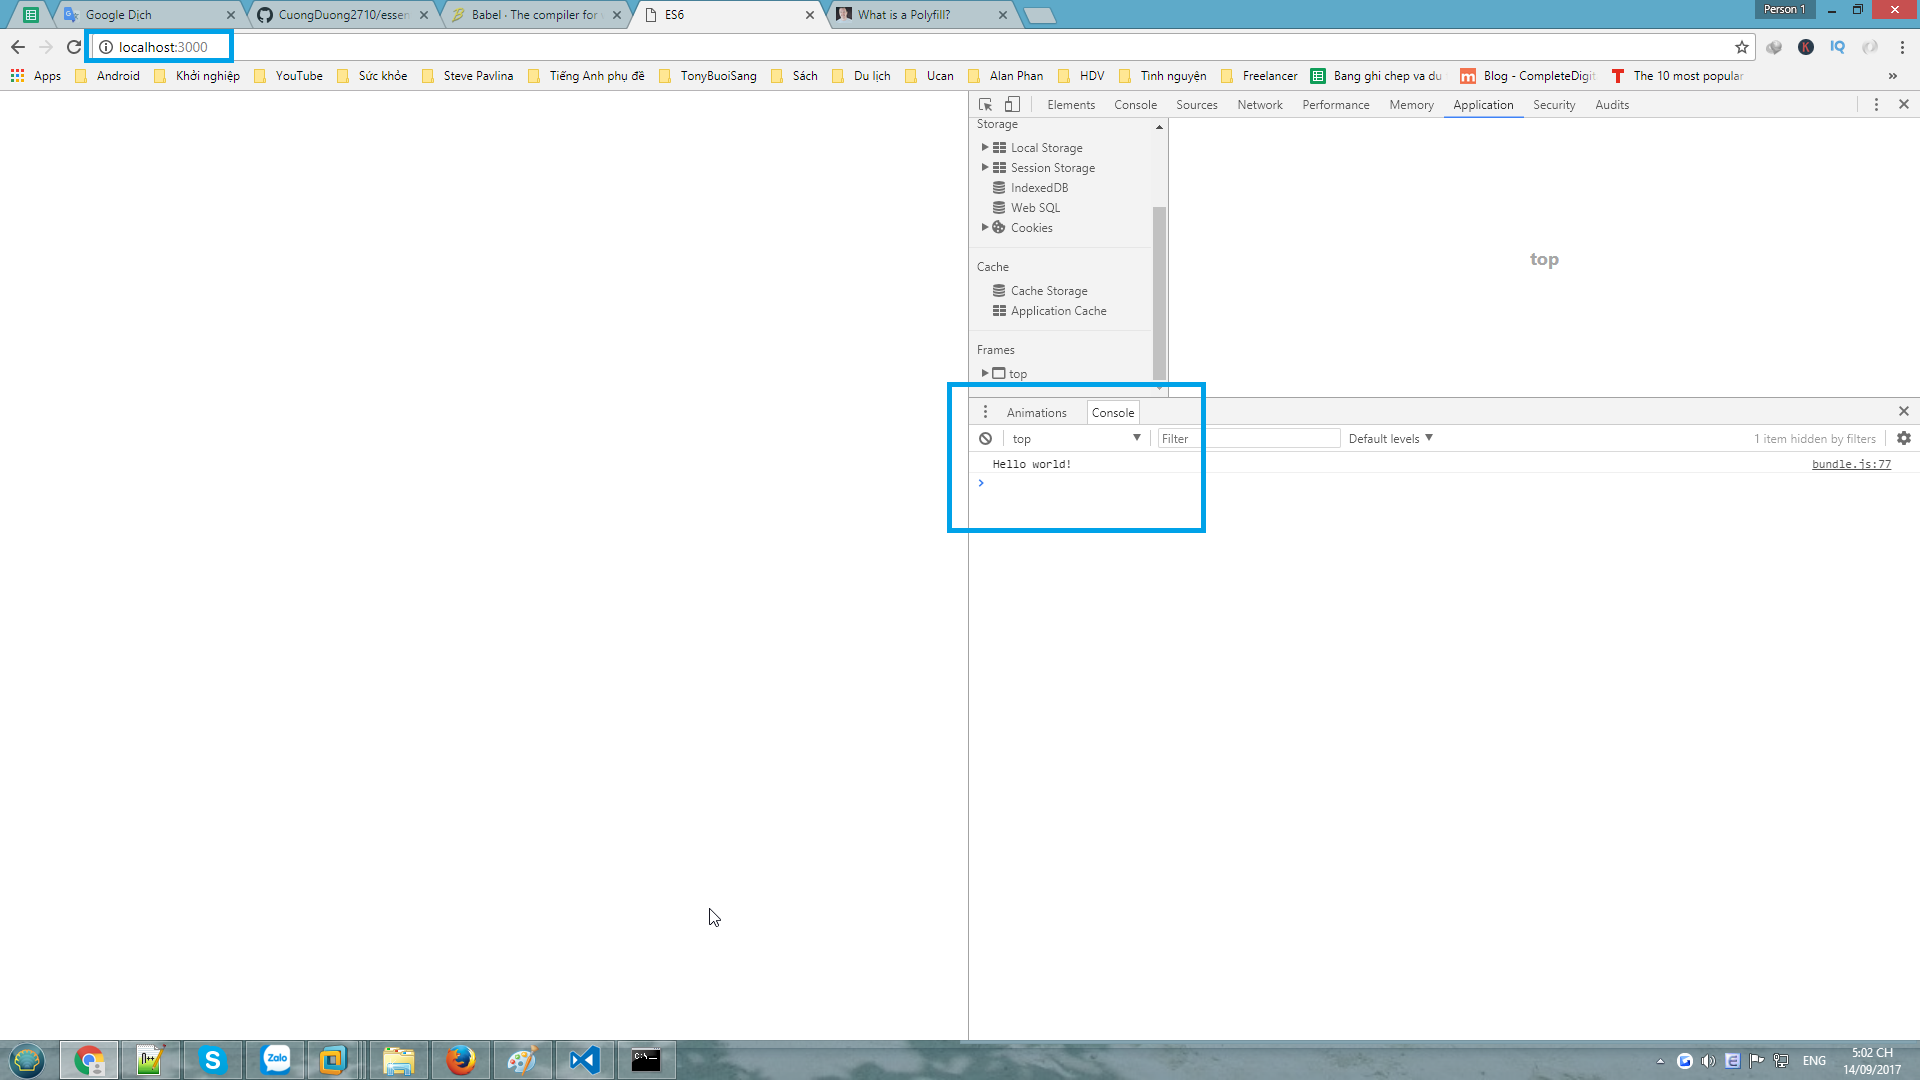 Google Dịch
CuongDuong2710/essen
Babel · The compiler for
ES6
What is a Polyfill?
Person 1
localhost:3000
K
IQ
Apps
Android
Khởi nghiệp
YouTube
Sức khỏe
Steve Pavlina
Tiếng Anh phụ đề
TonyBuoiSang
Sách
Du lịch
Ucan
Alan Phan
HDV
Tình nguyện
Freelancer
Bang ghi chep va du
Blog - CompleteDigit
The 10 most popular
Elements
Console
Sources
Network
Performance
Memory
Application
Security
Audits
Storage
Local Storage
Session Storage
IndexedDB
Web SQL
Cookies
Cache
Cache Storage
Application Cache
Frames
top
top
Animations
Console
top
Filter
Default levels
1 item hidden by filters
Hello world!
bundle.js:77
Zalo
C:\_
ENG
5:02 CH
14/09/2017